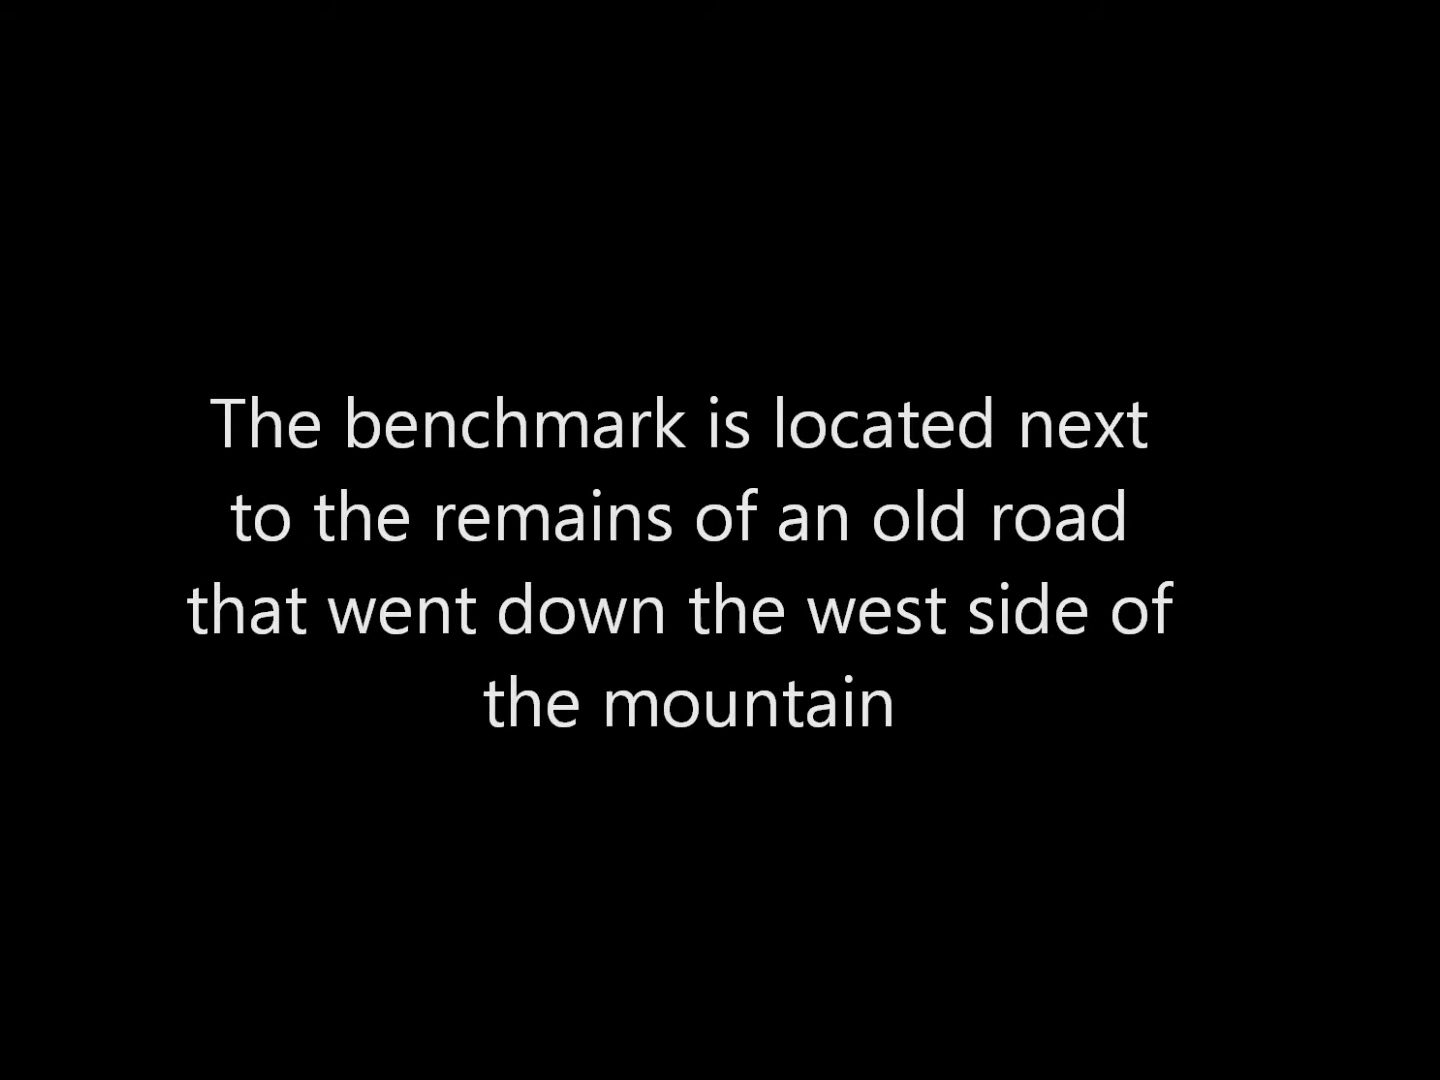 The benchmark is located next
to the remains of an old road
that went down the west side of
the mountain